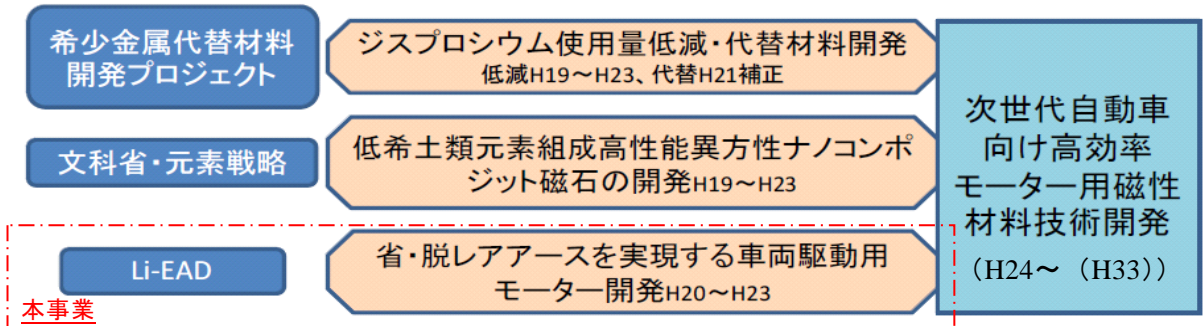 希少金属代替材料
開発プロジェクト
ジスプロシウム使用量低減・代替材料開発
低減H19～H23、代替H21補正
文科省・元素戦略
低希土類元素組成高性能異方性ナノコンポ
ジット磁石の開発H19～H23
Li-EAD
省・脱レアアースを実現する車両駆動用
モーター開発H20～H23
本事業
次世代自動車
向け高効率
モーター用磁性
材料技術開発
（H24～（H33））